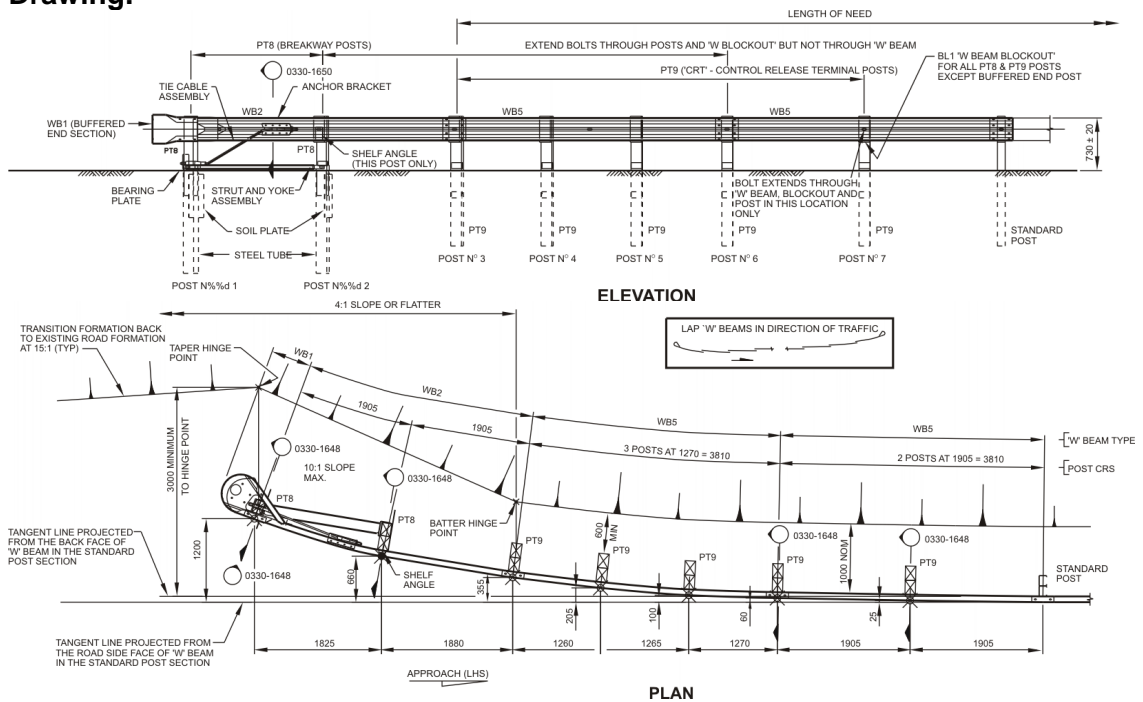 Drawing:
LENGTH OF NEED
PT8 (BREAKWAY POSTS)
EXTEND BOLTS THROUGH POSTS AND 'W BLOCKOUT' BUT NOT THROUGH 'W' BEAM
BL1 'W BEAM BLOCKOUT'
FOR ALL PT8 & PT9 POSTS
EXCEPT BUFFERED END POST
0330-1650
PT9 ('CRT' - CONTROL RELEASE TERMINAL POSTS)
TIE CABLE
ASSEMBLY
ANCHOR BRACKET
WB1 (BUFFERED
END SECTION)
WB2
WB5
WB5
PT8
PT8
SHELF ANGLE
(THIS POST ONLY)
730 ± 20
BEARING
PLATE
STRUT AND YOKE
ASSEMBLY
BOLT EXTENDS THROUGH
'W' BEAM, BLOCKOUT AND
POST IN THIS LOCATION
ONLY
SOIL PLATE
PT9
PT9
PT9
PT9
PT9
STANDARD
POST
STEEL TUBE
POST N° 3
POST N° 4
POST N° 5
POST N° 6
POST N° 7
POST N%%d 1
POST N%%d 2
ELEVATION
4:1 SLOPE OR FLATTER
TRANSITION FORMATION BACK
TO EXISTING ROAD FORMATION
AT 15:1 (TYP)
TAPER HINGE
POINT
LAP `W' BEAMS IN DIRECTION OF TRAFFIC
WB1
WB2
WB5
WB5
'W' BEAM TYPE
1905
1905
3 POSTS AT 1270 = 3810
2 POSTS AT 1905 = 3810
POST CRS
3000 MINIMUM
TO HINGE POINT
0330-1648
10:1 SLOPE
MAX.
0330-1648
PT8
PT8
BATTER HINGE
POINT
PT9
600
MIN
PT9
PT9
PT9
0330-1648
1000 NOM
PT9
0330-1648
TANGENT LINE PROJECTED
FROM THE BACK FACE OF
'W' BEAM IN THE STANDARD
POST SECTION
1200
0330-1648
660
SHELF
ANGLE
355
205
100
60
25
STANDARD
POST
TANGENT LINE PROJECTED FROM
THE ROAD SIDE FACE OF 'W' BEAM
IN THE STANDARD POST SECTION
1825
1880
1260
1265
1270
1905
1905
APPROACH (LHS)
PLAN